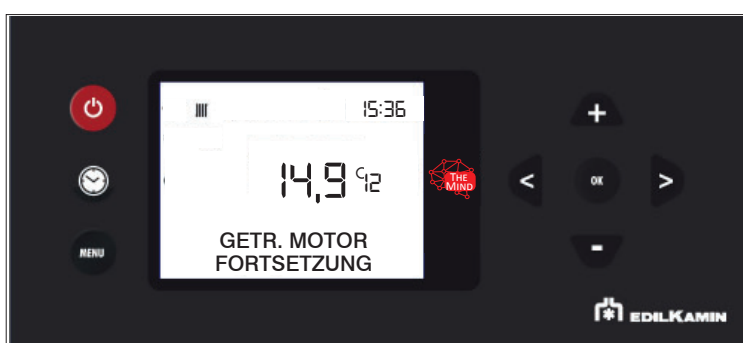 15:36
14,9 °12
GETR. MOTOR
FORTSETZUNG
MENU
THE
MIND
+
<
OK
>
-
EDILKAMIN